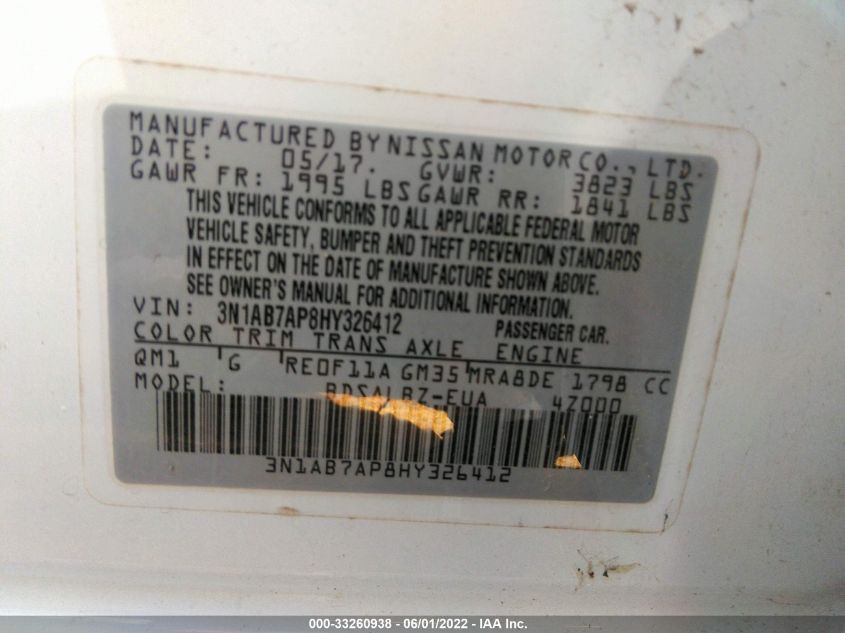 MANUFACTURED BY NISSAN MOTOR CO., LTD.
DATE: 05/17. GVWR: 3823 LBS
GAWR FR: 1995 LBS GAWR RR: 1841 LBS
THIS VEHICLE CONFORMS TO ALL APPLICABLE FEDERAL MOTOR
VEHICLE SAFETY, BUMPER AND THEFT PREVENTION STANDARDS
IN EFFECT ON THE DATE OF MANUFACTURE SHOWN ABOVE.
SEE OWNER'S MANUAL FOR ADDITIONAL INFORMATION.
VIN: 3N1AB7AP8HY326412 PASSENGER CAR.
COLOR TRIM TRANS AXLE ENGINE
QM1 G RE0F11A GM35 MRA8DE 1798 CC
MODEL: 4Z000
3N1AB7AP8HY326412
000-33260938 - 06/01/2022 - IAA Inc.